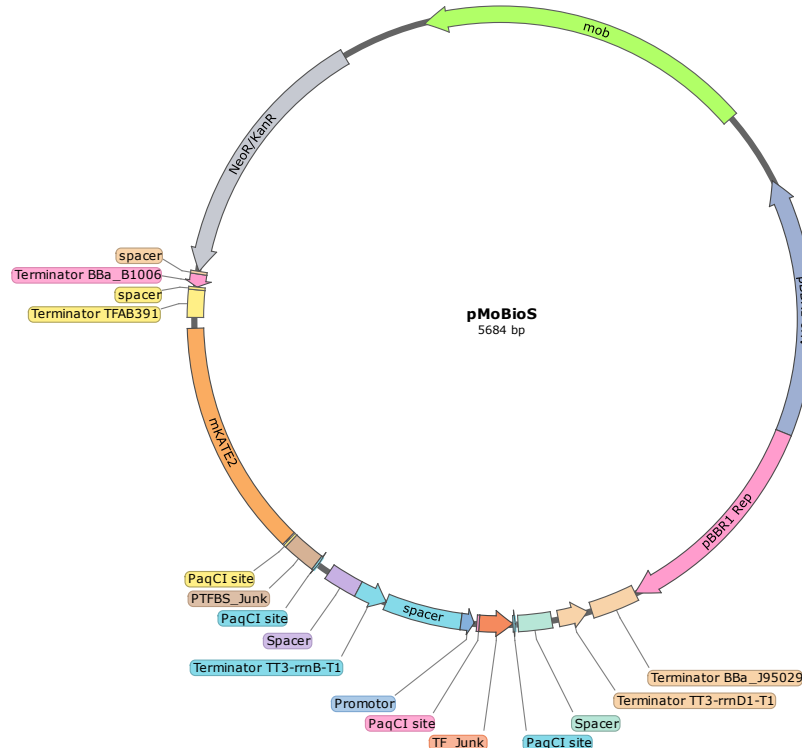 mob
NeoR/KanR
spacer
Terminator BBa_B1006
spacer
Terminator TFAB391
pMoBioS
5684 bp
mKATE2
pBBR1 Rep
PaqCI site
PTFBS_Junk
PaqCI site
Spacer
spacer
Terminator TT3-rrnB-T1
Terminator BBa_J95029
Promotor
Terminator TT3-rrnD1-T1
PaqCI site
Spacer
TF_Junk
PaqCI site